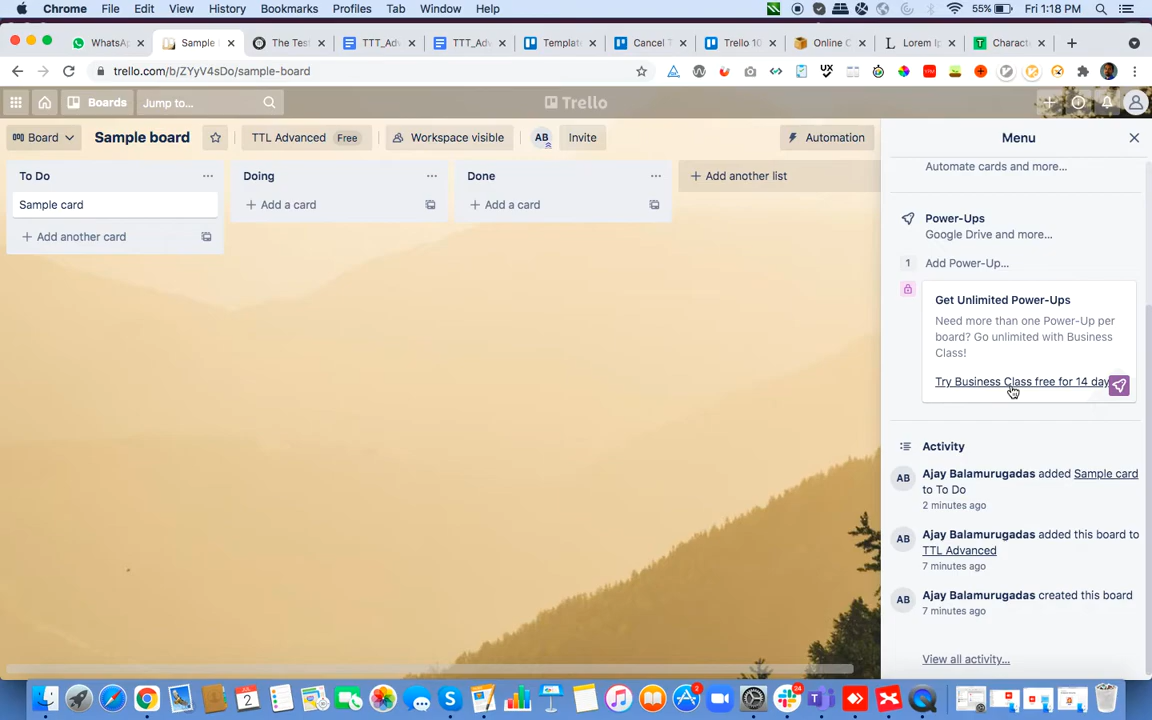 Chrome File Edit View History Bookmarks Profiles Tab Window Help 55% Fri 1:18 PM
WhatsA Sample The Test TTT_Adv TTT_Adv Template Cancel T Trello 10 Online C Lorem Ip Charact
trello.com/b/ZYyV4sDo/sample-board
Boards Jump to... Trello
Board Sample board TTL Advanced Free Workspace visible AB Invite Automation Menu
Automate cards and more...
To Do Doing Done Add another list
Sample card Add a card Add a card
Add another card
Power-Ups
Google Drive and more...
1 Add Power-Up...
Get Unlimited Power-Ups
Need more than one Power-Up per
board? Go unlimited with Business
Class!
Try Business Class free for 14 day
Activity
AB Ajay Balamurugadas added Sample card
to To Do
2 minutes ago
AB Ajay Balamurugadas added this board to
TTL Advanced
7 minutes ago
AB Ajay Balamurugadas created this board
7 minutes ago
View all activity...